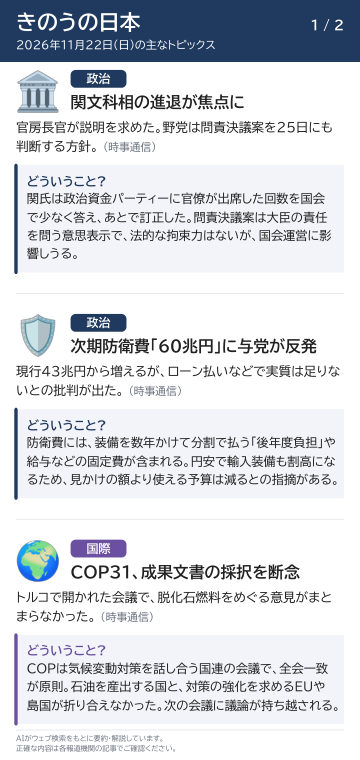 きのうの日本
1 / 2
2026年11月22日(日)の主なトピックス
政治
関文科相の進退が焦点に
官房長官が説明を求めた。野党は問責決議案を25日にも
判断する方針。（時事通信）
どういうこと?
関氏は政治資金パーティーに官僚が出席した回数を国会
で少なく答え、あとで訂正した。問責決議案は大臣の責任
を問う意思表示で、法的な拘束力はないが、国会運営に影
響しうる。
政治
次期防衛費「60兆円」に与党が反発
現行43兆円から増えるが、ローン払いなどで実質は足りな
いとの批判が出た。（時事通信）
どういうこと?
防衛費には、装備を数年かけて分割で払う「後年度負担」や
給与などの固定費が含まれる。円安で輸入装備も割高にな
るため、見かけの額より使える予算は減るとの指摘がある。
国際
COP31、成果文書の採択を断念
トルコで開かれた会議で、脱化石燃料をめぐる意見がまと
まらなかった。（時事通信）
どういうこと?
COPは気候変動対策を話し合う国連の会議で、全会一致
が原則。石油を産出する国と、対策の強化を求めるEUや
島国が折り合えなかった。次の会議に議論が持ち越される。
AIがウェブ検索をもとに要約・解説しています。
正確な内容は各報道機関の記事でご確認ください。